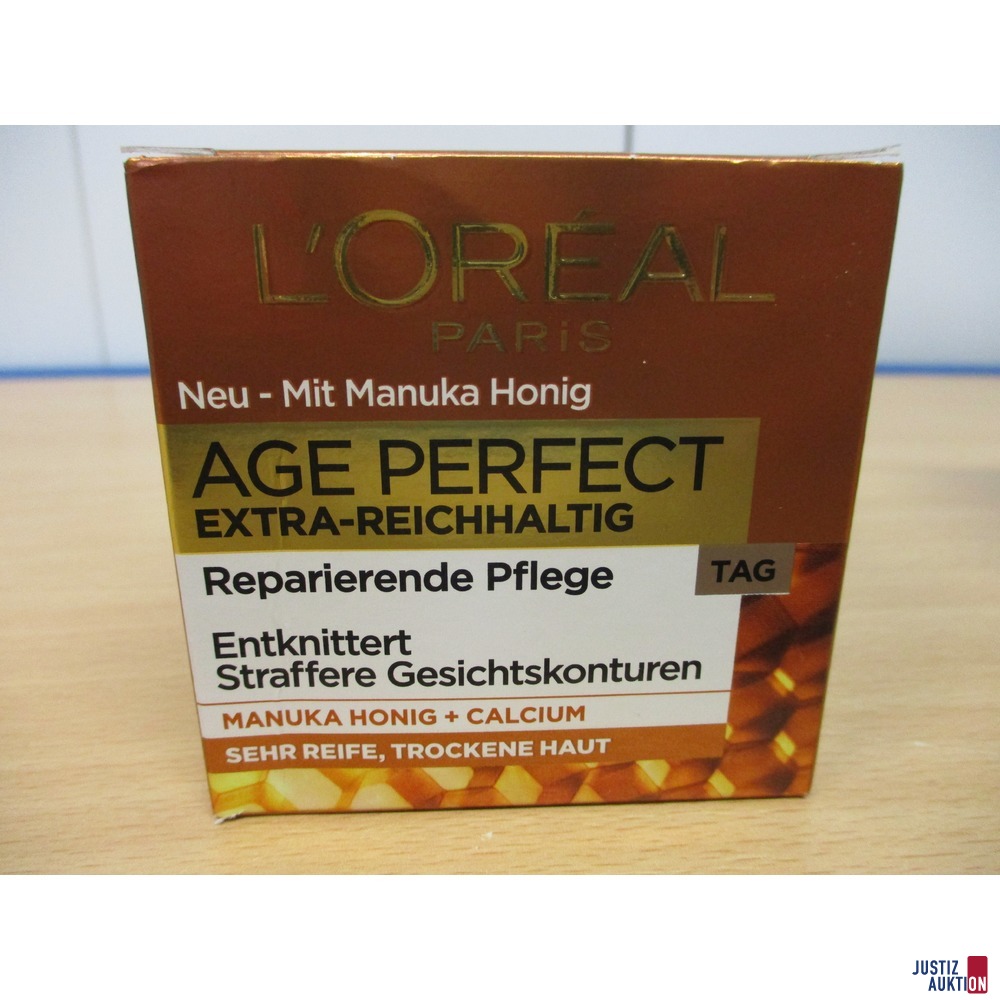 L'ORÉAL
PARiS
Neu - Mit Manuka Honig
AGE PERFECT
EXTRA-REICHHALTIG
Reparierende Pflege
TAG
Entknittert
Straffere Gesichtskonturen
MANUKA HONIG + CALCIUM
SEHR REIFE, TROCKENE HAUT
JUSTIZ
AUKTION